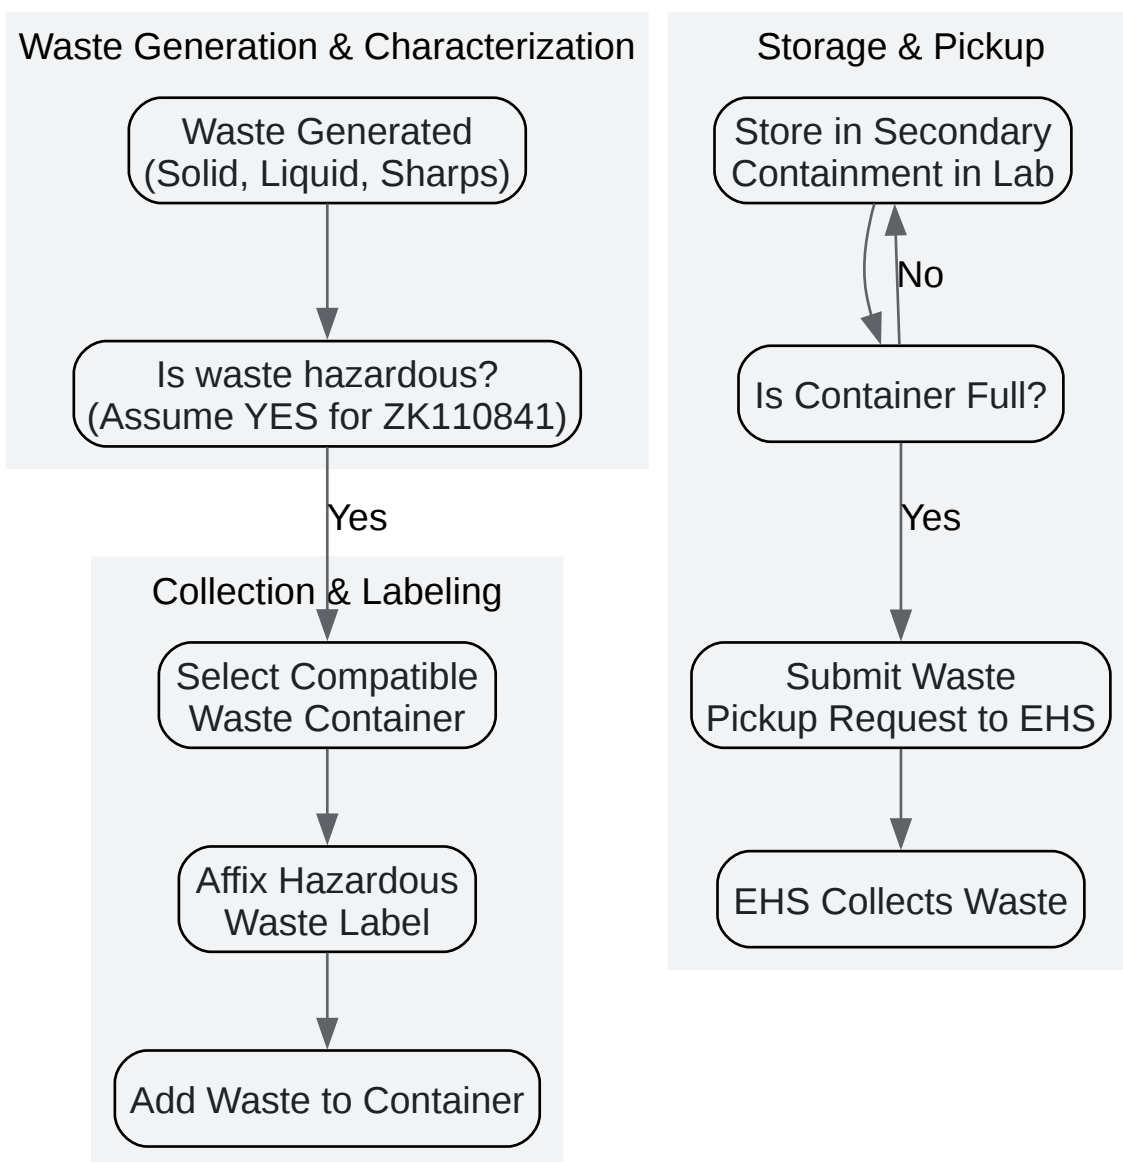 Waste Generation & Characterization
Waste Generated
(Solid, Liquid, Sharps)
Is waste hazardous?
(Assume YES for ZK110841)
Yes
Collection & Labeling
Select Compatible
Waste Container
Affix Hazardous
Waste Label
Add Waste to Container
Storage & Pickup
Store in Secondary
Containment in Lab
No
Is Container Full?
Yes
Submit Waste
Pickup Request to EHS
EHS Collects Waste